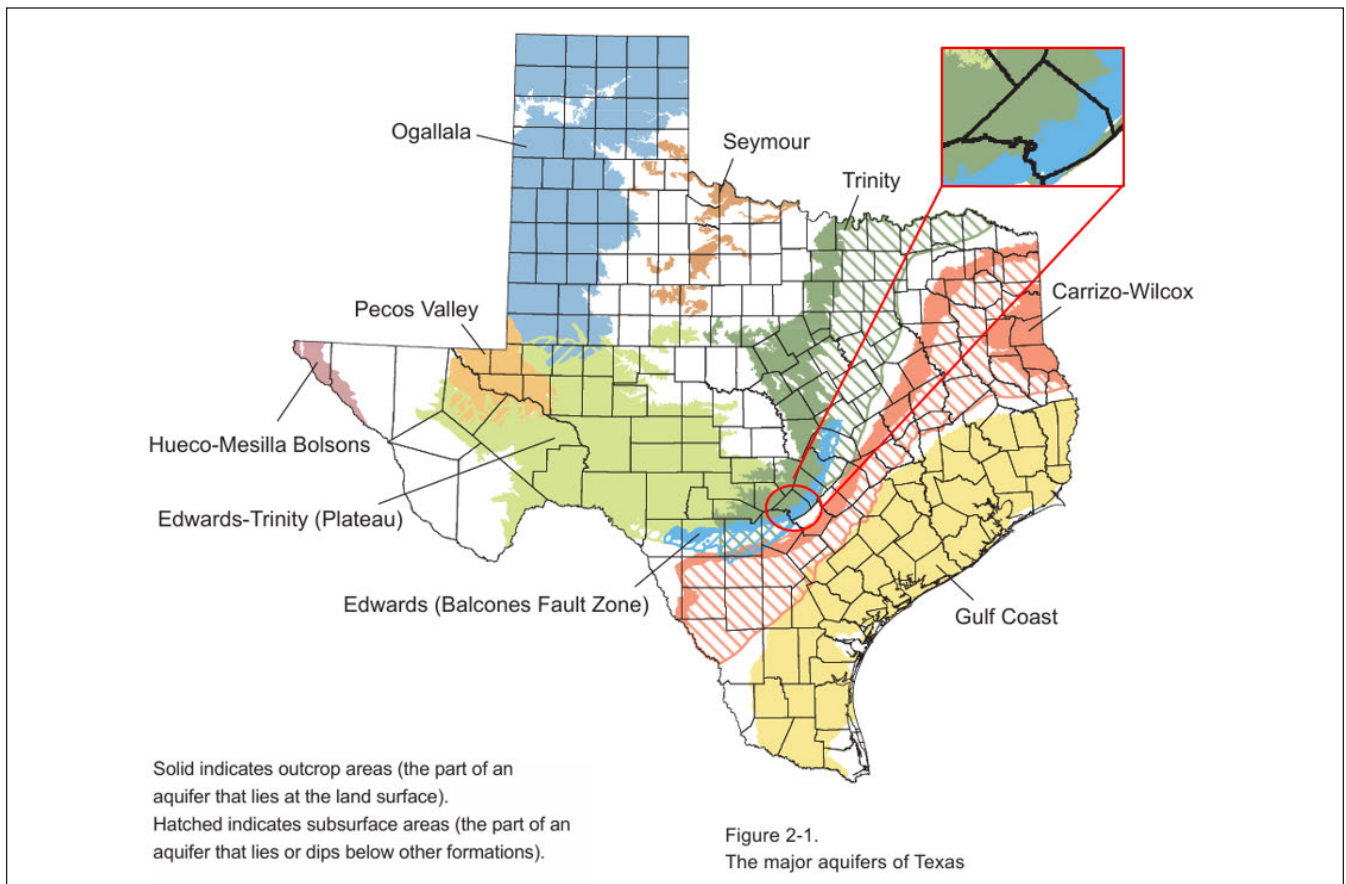 Ogallala
Seymour
Trinity
Carrizo-Wilcox
Pecos Valley
Hueco-Mesilla Bolsons
Edwards-Trinity (Plateau)
Edwards (Balcones Fault Zone)
Gulf Coast
Solid indicates outcrop areas (the part of an
aquifer that lies at the land surface).
Hatched indicates subsurface areas (the part of an
aquifer that lies or dips below other formations).
Figure 2-1.
The major aquifers of Texas